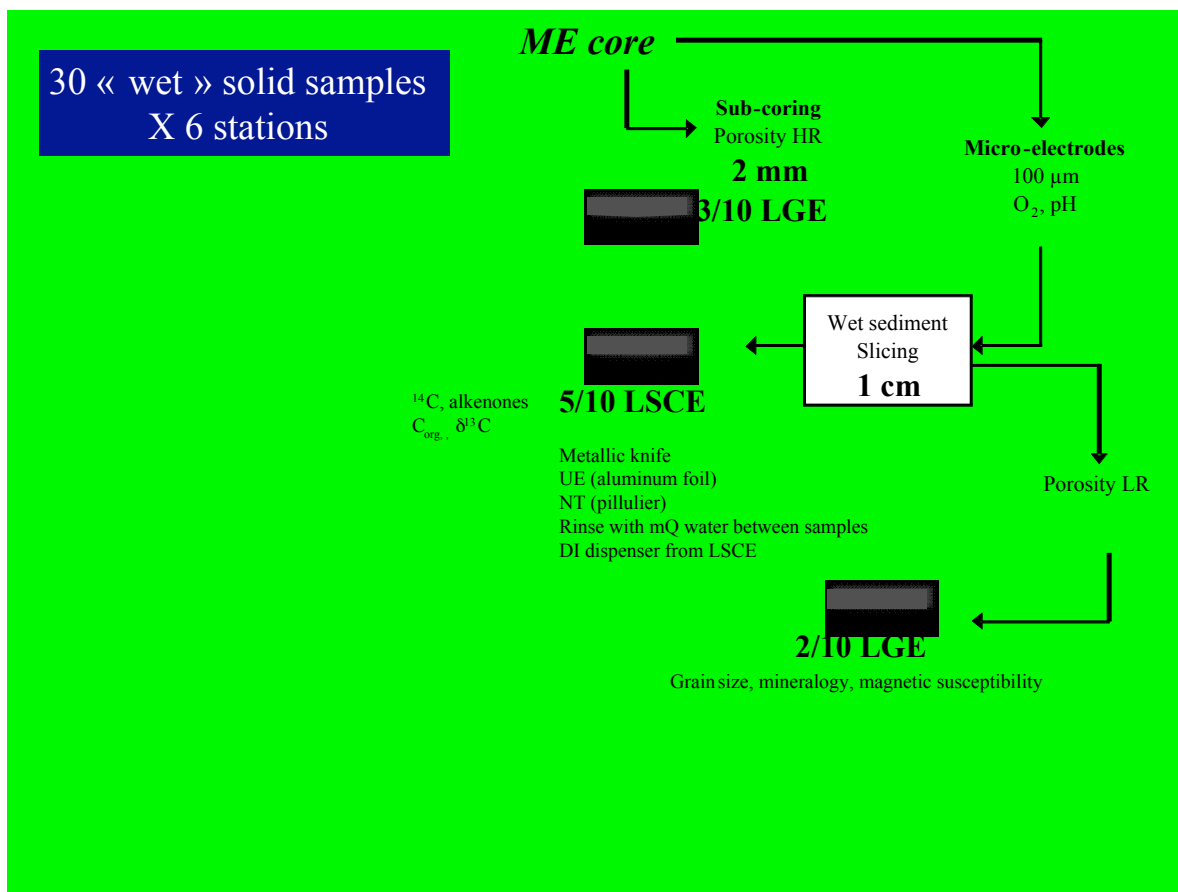 30 « wet » solid samples
X 6 stations
ME core
Sub-coring
Porosity HR
2 mm
3/10 LGE
Micro-electrodes
100 µm
O₂, pH
Wet sediment
Slicing
1 cm
¹⁴C, alkenones
C_org, , δ¹³C
5/10 LSCE
Metallic knife
UE (aluminum foil)
NT (pillulier)
Rinse with mQ water between samples
DI dispenser from LSCE
Porosity LR
2/10 LGE
Grain size, mineralogy, magnetic susceptibility